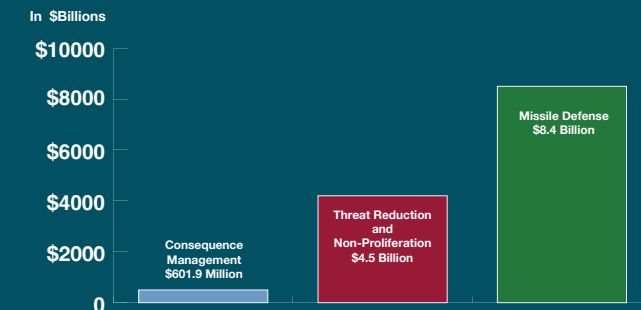 In $Billions
$10000
$8000
$6000
$4000
$2000
0
Consequence
Management
$601.9 Million
Threat Reduction
and
Non-Proliferation
$4.5 Billion
Missile Defense
$8.4 Billion